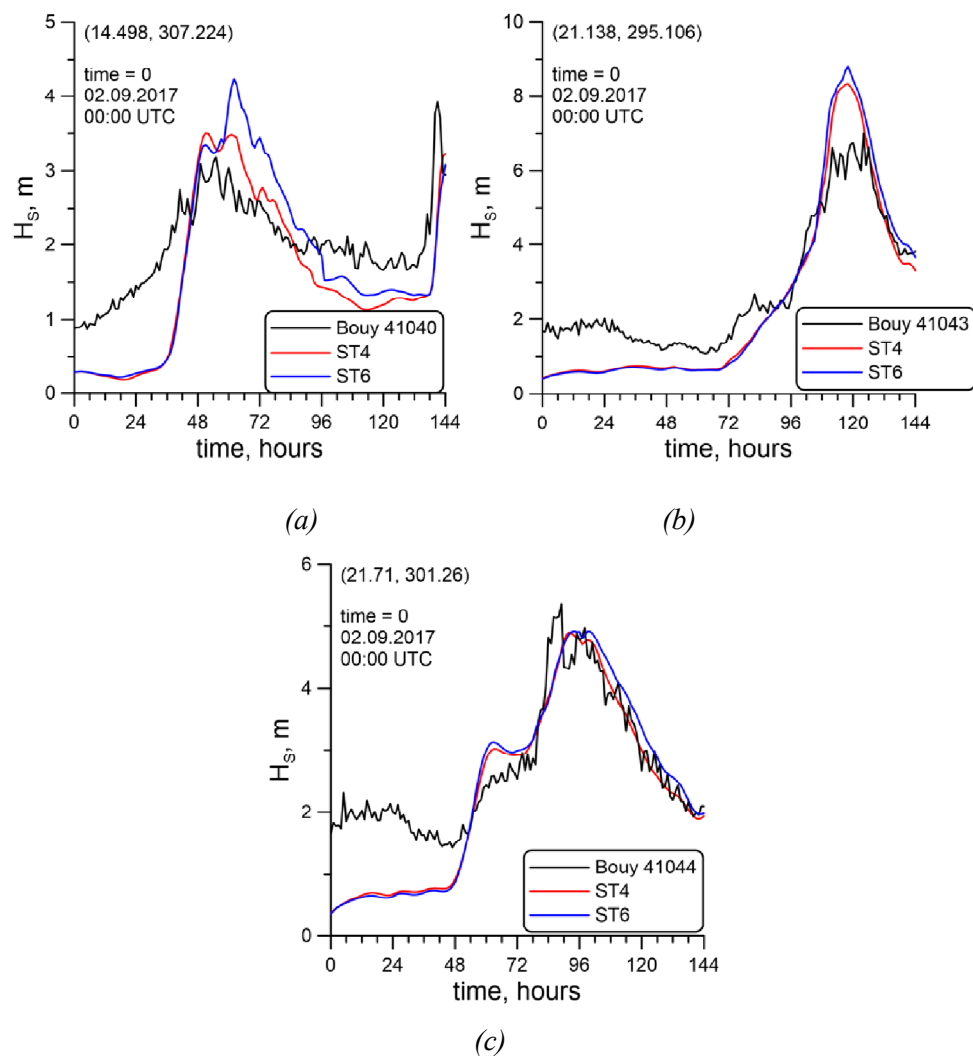 5
4
3
2
1
0
H_S, m
(14.498, 307.224)
time = 0
02.09.2017
00:00 UTC
Bouy 41040
ST4
ST6
0 24 48 72 96 120 144
time, hours
(a)
10
8
6
4
2
0
H_S, m
(21.138, 295.106)
time = 0
02.09.2017
00:00 UTC
Bouy 41043
ST4
ST6
0 24 48 72 96 120 144
time, hours
(b)
6
4
2
0
H_S, m
(21.71, 301.26)
time = 0
02.09.2017
00:00 UTC
Bouy 41044
ST4
ST6
0 24 48 72 96 120 144
time, hours
(c)